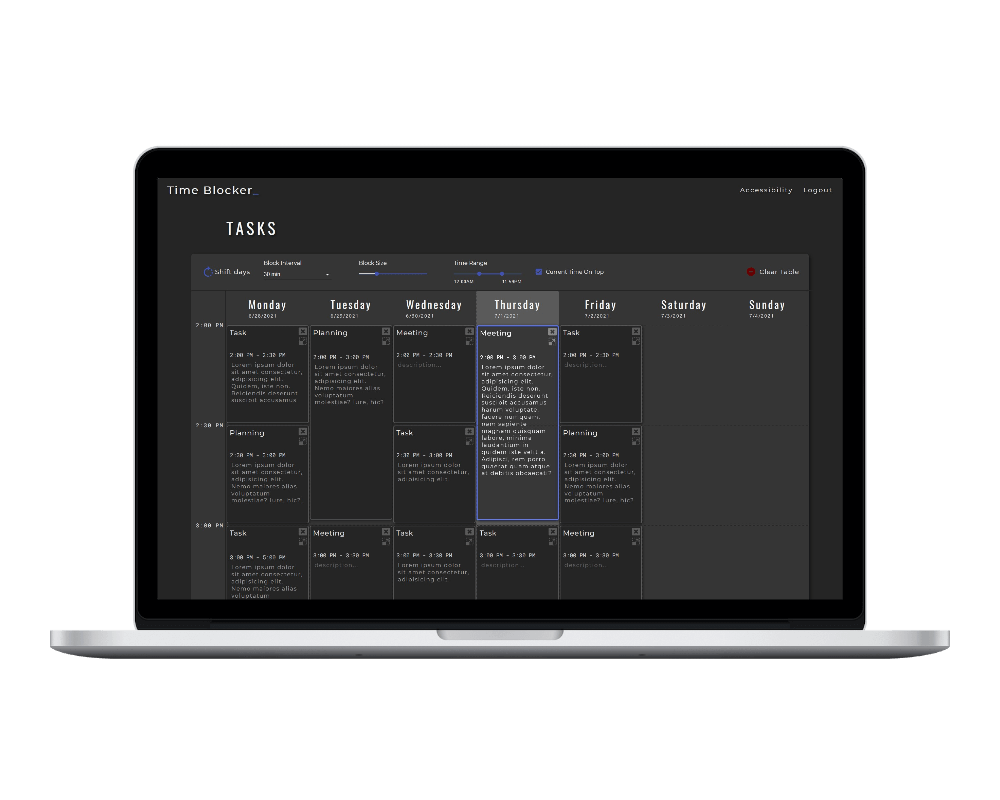 Time Blocker_
Accessibility Logout
TASKS
Shift days
Block Interval
30 min
Block Size
Time Range
12:00AM 11:59PM
Current Time On Top
Clear Table
Monday
6/28/2021
Tuesday
6/29/2021
Wednesday
6/30/2021
Thursday
7/1/2021
Friday
7/2/2021
Saturday
7/3/2021
Sunday
7/4/2021
2:00 PM
Task
2:00 PM - 2:30 PM
Lorem ipsum dolor
sit amet consectetur,
adipisicing elit.
Quidem, iste non.
Reiciendis deserunt
suscipit accusamus
Planning
2:00 PM - 3:00 PM
Lorem ipsum dolor
sit amet consectetur,
adipisicing elit.
Nemo maiores alias
voluptatum
molestiae? Iure, hic?
Meeting
2:00 PM - 2:30 PM
description...
Meeting
2:00 PM - 3:00 PM
Lorem ipsum dolor
sit amet consectetur,
adipisicing elit.
Quidem, iste non.
Reiciendis deserunt
suscipit accusamus
harum voluptate,
facere numquam,
nam sapiente
magnam quisquam
labore, minima
laudantium in
quidem iste velit a.
Adipisci, rem porro
quaerat quam atque
at debitis obcaecati?
Task
2:00 PM - 2:30 PM
description...
2:30 PM
Planning
2:30 PM - 3:00 PM
Lorem ipsum dolor
sit amet consectetur,
adipisicing elit.
Nemo maiores alias
voluptatum
molestiae? Iure, hic?
Task
2:30 PM - 3:00 PM
Lorem ipsum dolor
sit amet consectetur,
adipisicing elit
Planning
2:30 PM - 3:00 PM
Lorem ipsum dolor
sit amet consectetur,
adipisicing elit.
Nemo maiores alias
voluptatum
molestiae? Iure, hic?
3:00 PM
Task
3:00 PM - 5:00 PM
Lorem ipsum dolor
sit amet consectetur,
adipisicing elit.
Nemo maiores alias
voluptatum
Meeting
3:00 PM - 3:30 PM
description...
Task
3:00 PM - 3:30 PM
Lorem ipsum dolor
sit amet consectetur,
adipisicing elit.
Task
3:00 PM - 3:30 PM
description...
Meeting
3:00 PM - 3:30 PM
description...